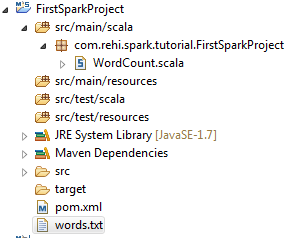 FirstSparkProject
src/main/scala
com.rehi.spark.tutorial.FirstSparkProject
WordCount.scala
src/main/resources
src/test/scala
src/test/resources
JRE System Library [JavaSE-1.7]
Maven Dependencies
src
target
pom.xml
words.txt